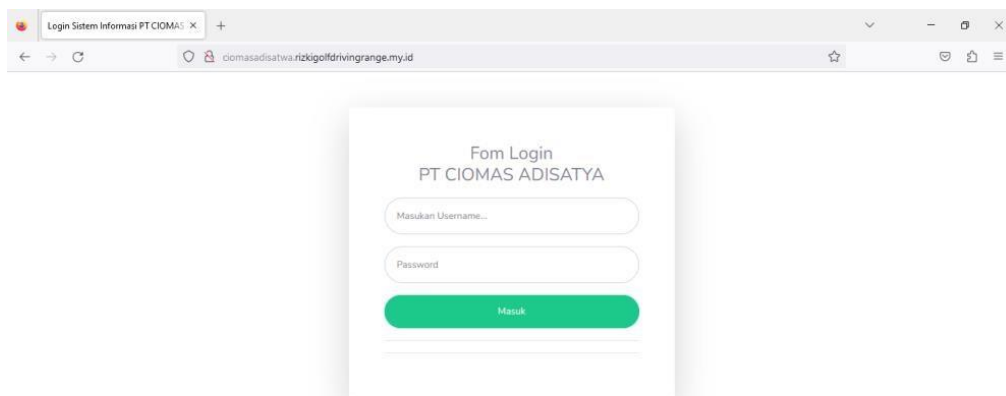 Login Sistem Informasi PT CIOMAS
ciomasadisatwa.rizkigolfdrivingrange.my.id
Fom Login
PT CIOMAS ADISATYA
Masukan Username...
Password
Masuk